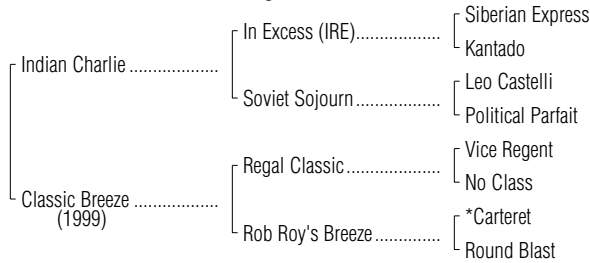 Siberian Express
In Excess (IRE)..................
Kantado
Indian Charlie ...................
Leo Castelli
Soviet Sojourn ..................
Political Parfait
Vice Regent
Regal Classic ....................
No Class
Classic Breeze ..................
(1999)
*Carteret
Rob Roy's Breeze ..............
Round Blast